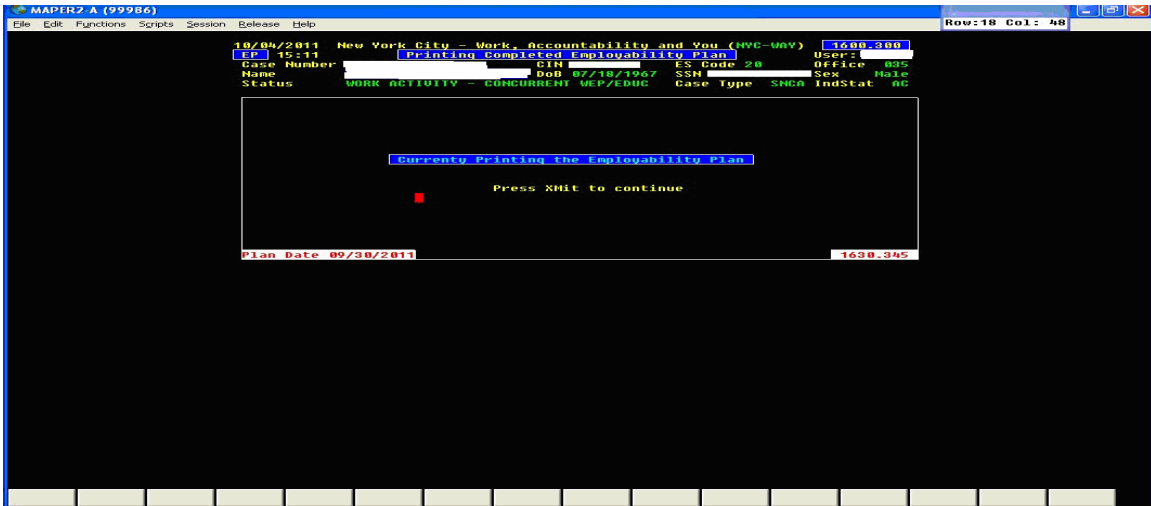 MAPER2-A (99986)
File Edit Functions Scripts Session Release Help
Row:18 Col: 48
10/04/2011 New York City - Work, Accountability and You (NYC-WAY) 1600.300
EP 15:11 Printing Completed Employability Plan User:
Case Number CIN ES Code 20 Office 035
Name DoB 07/18/1967 SSN Sex Male
Status WORK ACTIVITY - CONCURRENT WEP/EDUC Case Type SNCA IndStat AC
Currenty Printing the Employability Plan
Press XMit to continue
Plan Date 09/30/2011 1630.345